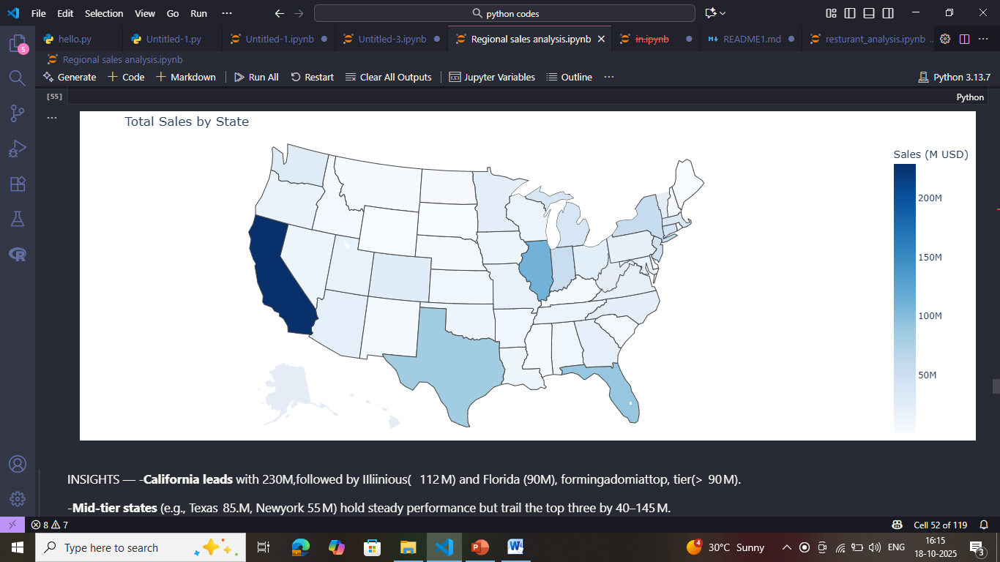 File Edit Selection View Go Run ··· python codes
hello.py Untitled-1.py Untitled-1.ipynb Untitled-3.ipynb Regional sales analysis.ipynb in.ipynb README1.md resturant_analysis.ipynb ...
5
Regional sales analysis.ipynb
Generate + Code + Markdown Run All Restart Clear All Outputs Jupyter Variables Outline ··· Python 3.13.7
[55] Python
Total Sales by State
Sales (M USD)
200M
150M
100M
50M
INSIGHTS — -California leads with 230M,followed by Illiinious( 112 M) and Florida (90M), formingadomiattop, tier(> 90 M).
-Mid-tier states (e.g., Texas 85.M, Newyork 55 M) hold steady performance but trail the top three by 40–145 M.
8 7 Cell 52 of 119
Type here to search 4 30°C Sunny ENG 16:15
18-10-2025 3